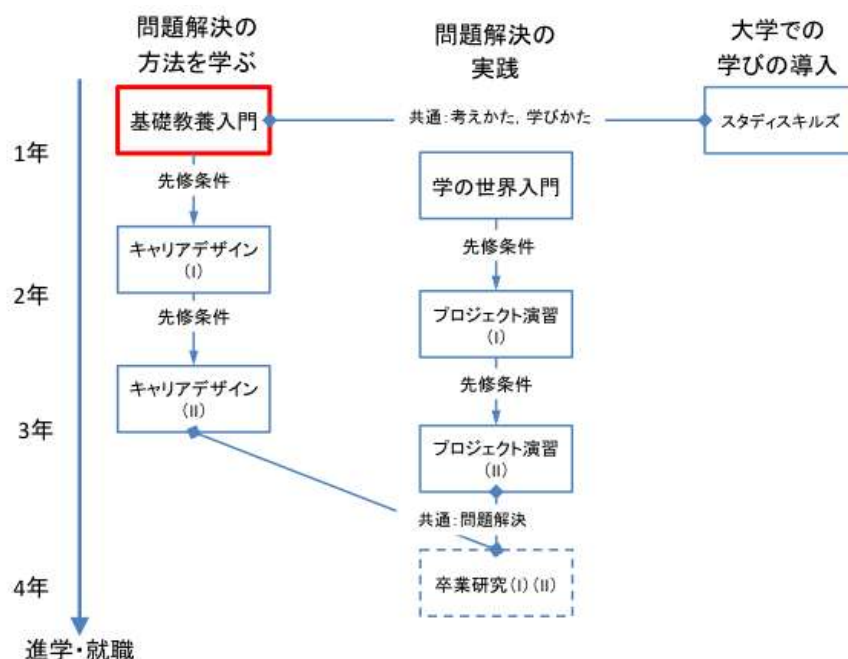 問題解決の
方法を学ぶ
問題解決の
実践
大学での
学びの導入
基礎教養入門
共通：考えかた，学びかた
スタディスキルズ
1年
先修条件
学の世界入門
キャリアデザイン
(I)
先修条件
2年
先修条件
プロジェクト演習
(I)
キャリアデザイン
(II)
先修条件
3年
プロジェクト演習
(II)
共通：問題解決
4年
卒業研究(I)(II)
進学・就職